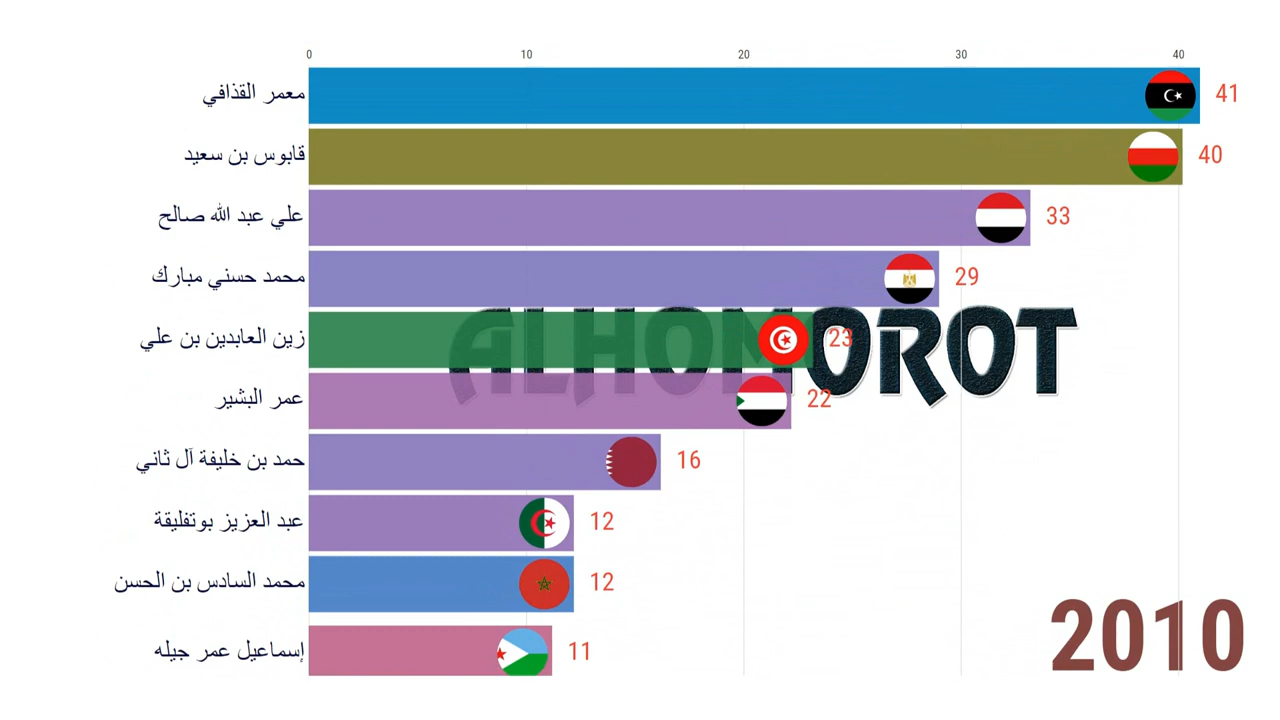 0 10 20 30 40
معمر القذافي 41
قابوس بن سعيد 40
علي عبد الله صالح 33
محمد حسني مبارك 29
ALHOMOROT
زين العابدين بن علي 23
عمر البشير 22
حمد بن خليفة آل ثاني 16
عبد العزيز بوتفليقة 12
محمد السادس بن الحسن 12
إسماعيل عمر جيله 11
2010